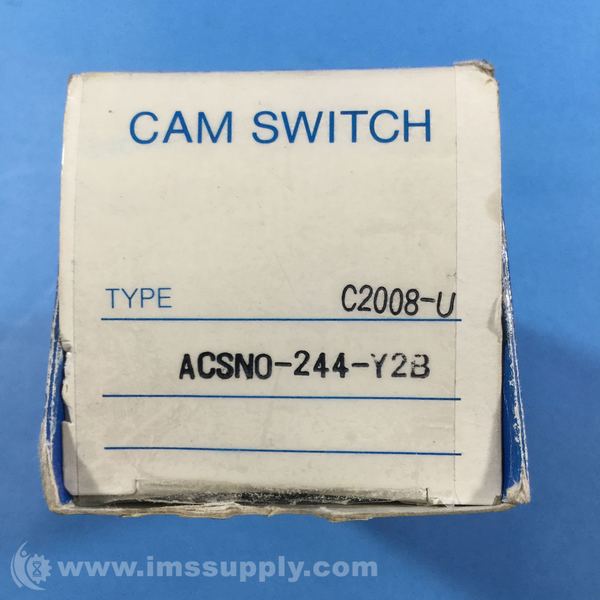 CAM SWITCH
TYPE C2008-U
ACSNO-244-Y2B
www.imssupply.com